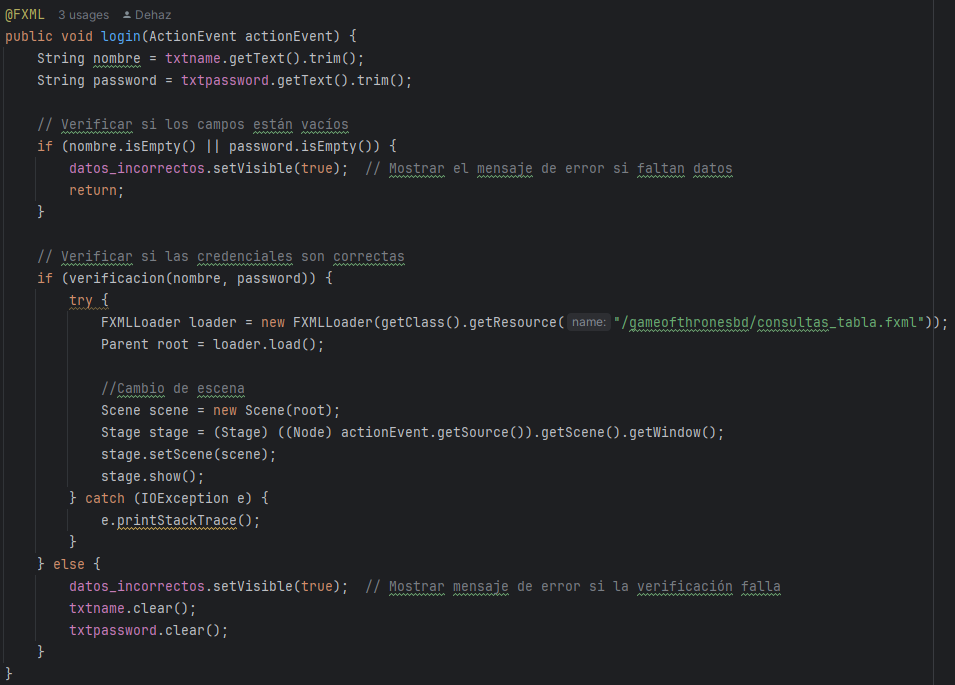 @FXML 3 usages Dehaz
public void login(ActionEvent actionEvent) {
    String nombre = txtname.getText().trim();
    String password = txtpassword.getText().trim();

    // Verificar si los campos están vacíos
    if (nombre.isEmpty() || password.isEmpty()) {
        datos_incorrectos.setVisible(true);  // Mostrar el mensaje de error si faltan datos
        return;
    }

    // Verificar si las credenciales son correctas
    if (verificacion(nombre, password)) {
        try {
            FXMLLoader loader = new FXMLLoader(getClass().getResource( name: "/gameofthronesbd/consultas_tabla.fxml"));
            Parent root = loader.load();

            //Cambio de escena
            Scene scene = new Scene(root);
            Stage stage = (Stage) ((Node) actionEvent.getSource()).getScene().getWindow();
            stage.setScene(scene);
            stage.show();
        } catch (IOException e) {
            e.printStackTrace();
        }
    } else {
        datos_incorrectos.setVisible(true);  // Mostrar mensaje de error si la verificación falla
        txtname.clear();
        txtpassword.clear();
    }
}